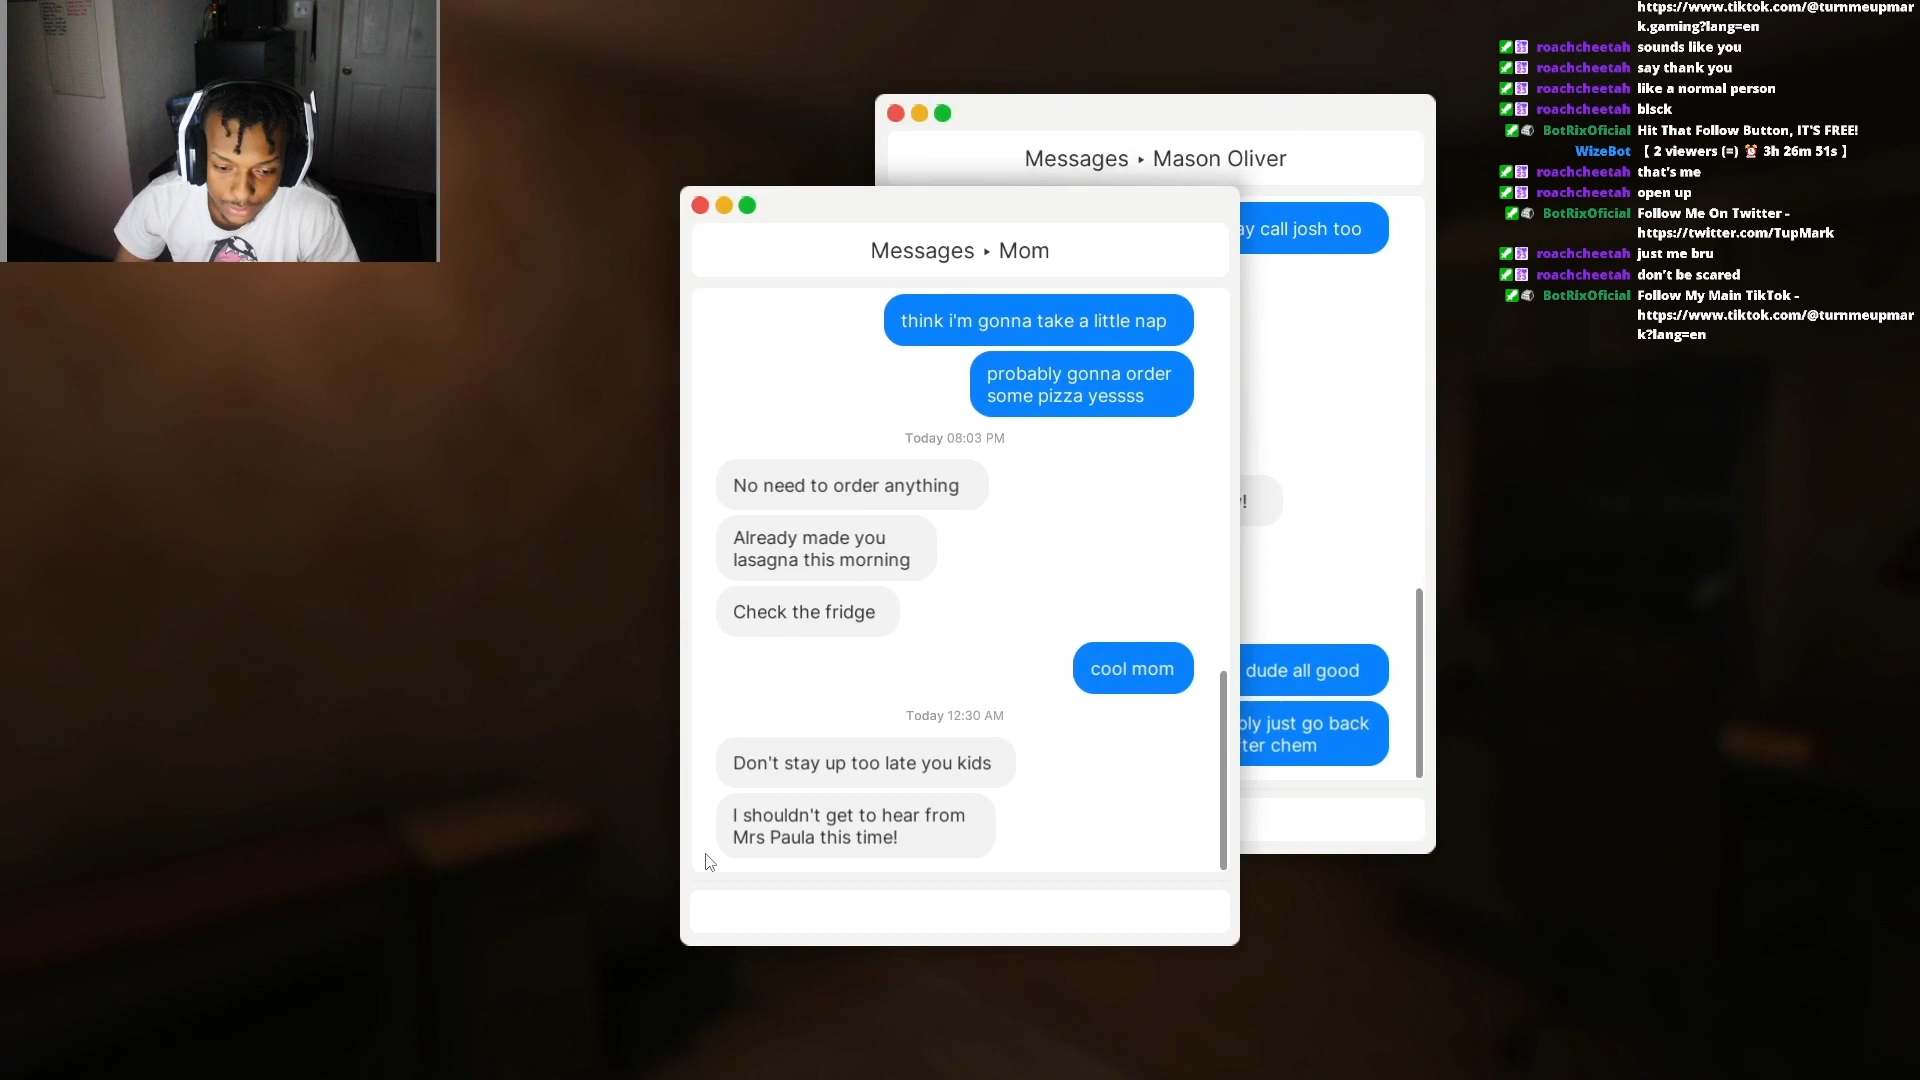 https://www.tiktok.com/@turnmeupmar
k.gaming?lang=en
roachcheetah sounds like you
roachcheetah say thank you
roachcheetah like a normal person
roachcheetah blsck
BotRixOficial Hit That Follow Button, IT'S FREE!
WizeBot 【 2 viewers (=) ⏰ 3h 26m 51s 】
roachcheetah that's me
roachcheetah open up
BotRixOficial Follow Me On Twitter -
https://twitter.com/TupMark
roachcheetah just me bru
roachcheetah don't be scared
BotRixOficial Follow My Main TikTok -
https://www.tiktok.com/@turnmeupmar
k?lang=en
Messages ‣ Mason Oliver
call josh too
dude all good
just go back
chem
Messages ‣ Mom
think i'm gonna take a little nap
probably gonna order
some pizza yessss
Today 08:03 PM
No need to order anything
Already made you
lasagna this morning
Check the fridge
cool mom
Today 12:30 AM
Don't stay up too late you kids
I shouldn't get to hear from
Mrs Paula this time!